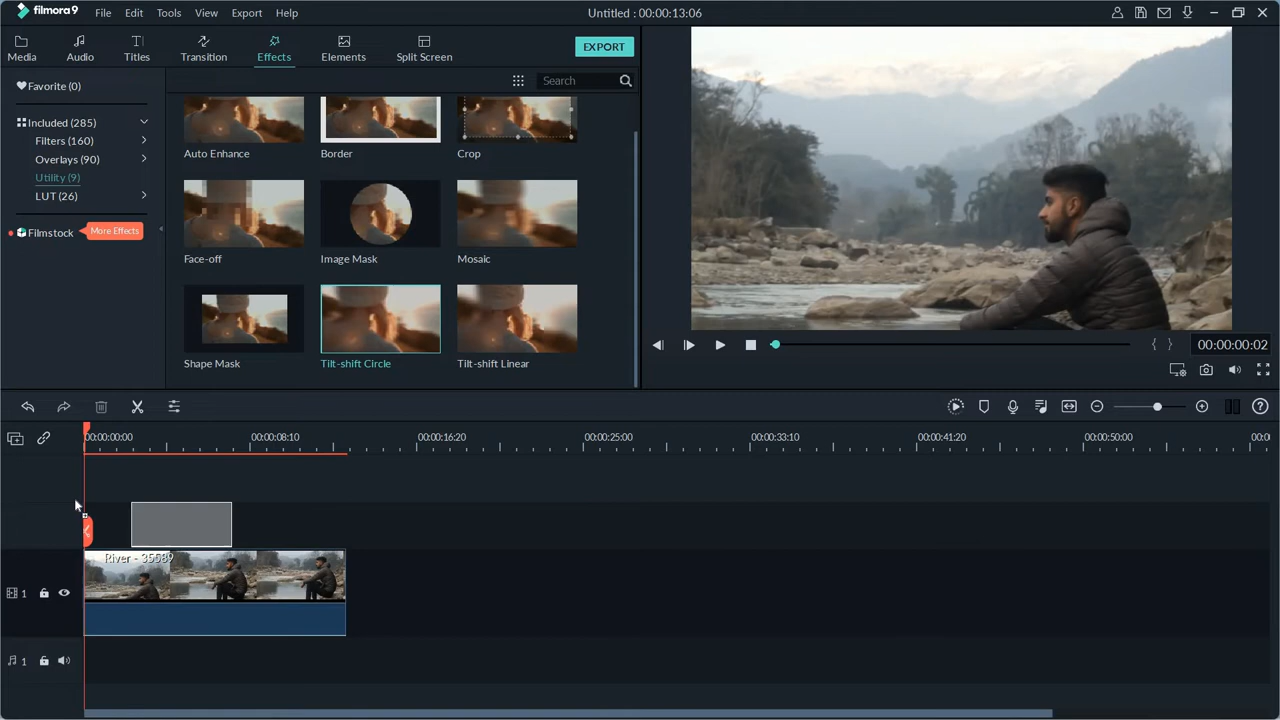 filmora9 File Edit Tools View Export Help Untitled : 00:00:13:06
Media Audio Titles Transition Effects Elements Split Screen EXPORT
Favorite (0)
Search
Included (285)
Filters (160)
Overlays (90)
Utility (9)
LUT (26)
Filmstock More Effects
Auto Enhance Border Crop
Face-off Image Mask Mosaic
Shape Mask Tilt-shift Circle Tilt-shift Linear
00:00:00:02
00:00:00:00 00:00:08:10 00:00:16:20 00:00:25:00 00:00:33:10 00:00:41:20 00:00:50:00 00:0
River - 35589
1
1